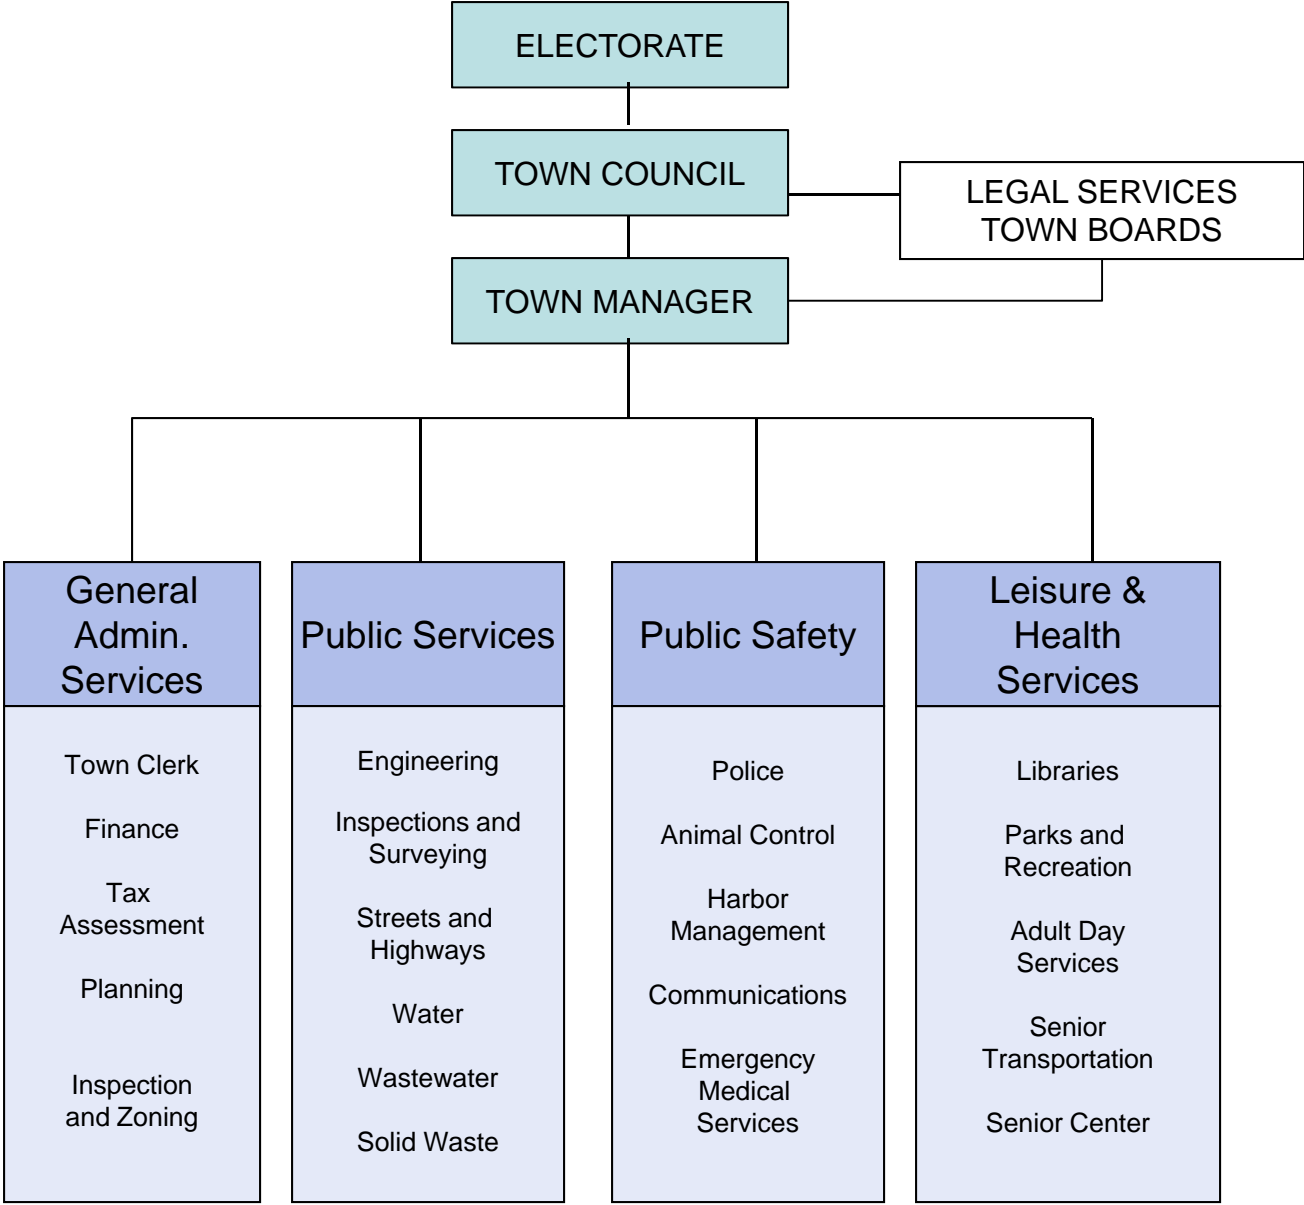 ELECTORATE
TOWN COUNCIL
LEGAL SERVICES
TOWN BOARDS
TOWN MANAGER
General
Admin.
Services
Town Clerk
Finance
Tax
Assessment
Planning
Inspection
and Zoning
Public Services
Engineering
Inspections and
Surveying
Streets and
Highways
Water
Wastewater
Solid Waste
Public Safety
Police
Animal Control
Harbor
Management
Communications
Emergency
Medical
Services
Leisure &
Health
Services
Libraries
Parks and
Recreation
Adult Day
Services
Senior
Transportation
Senior Center